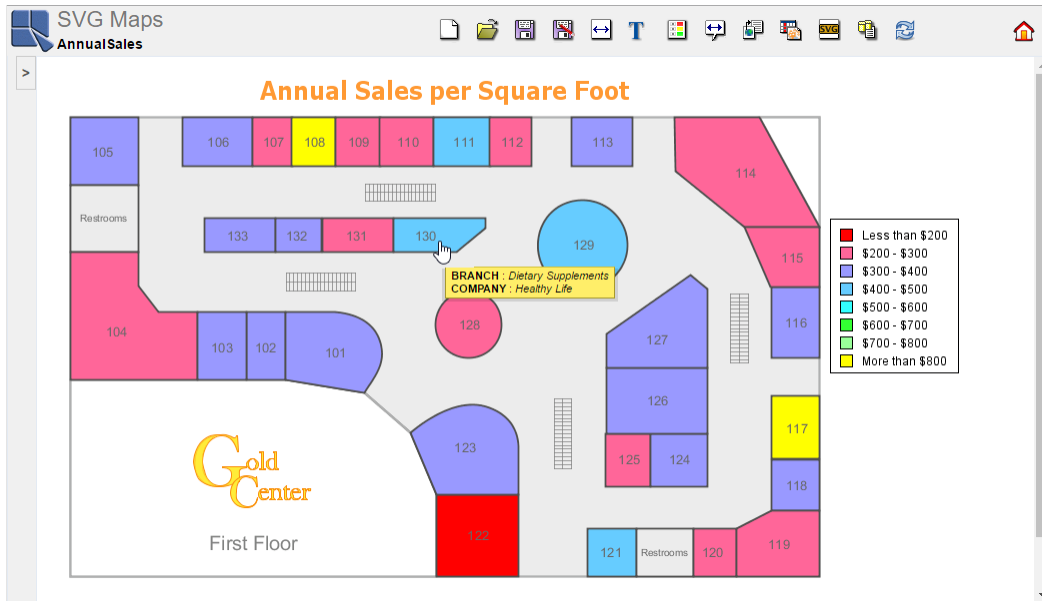 SVG Maps
AnnualSales
T
SVG
>
Annual Sales per Square Foot
105
106
107
108
109
110
111
112
113
114
Restrooms
133
132
131
130
129
115
BRANCH : Dietary Supplements
COMPANY : Healthy Life
Less than $200
$200 - $300
$300 - $400
$400 - $500
$500 - $600
$600 - $700
$700 - $800
More than $800
104
103
102
101
128
127
116
126
117
123
125
124
118
Gold
Center
First Floor
122
121
Restrooms
120
119